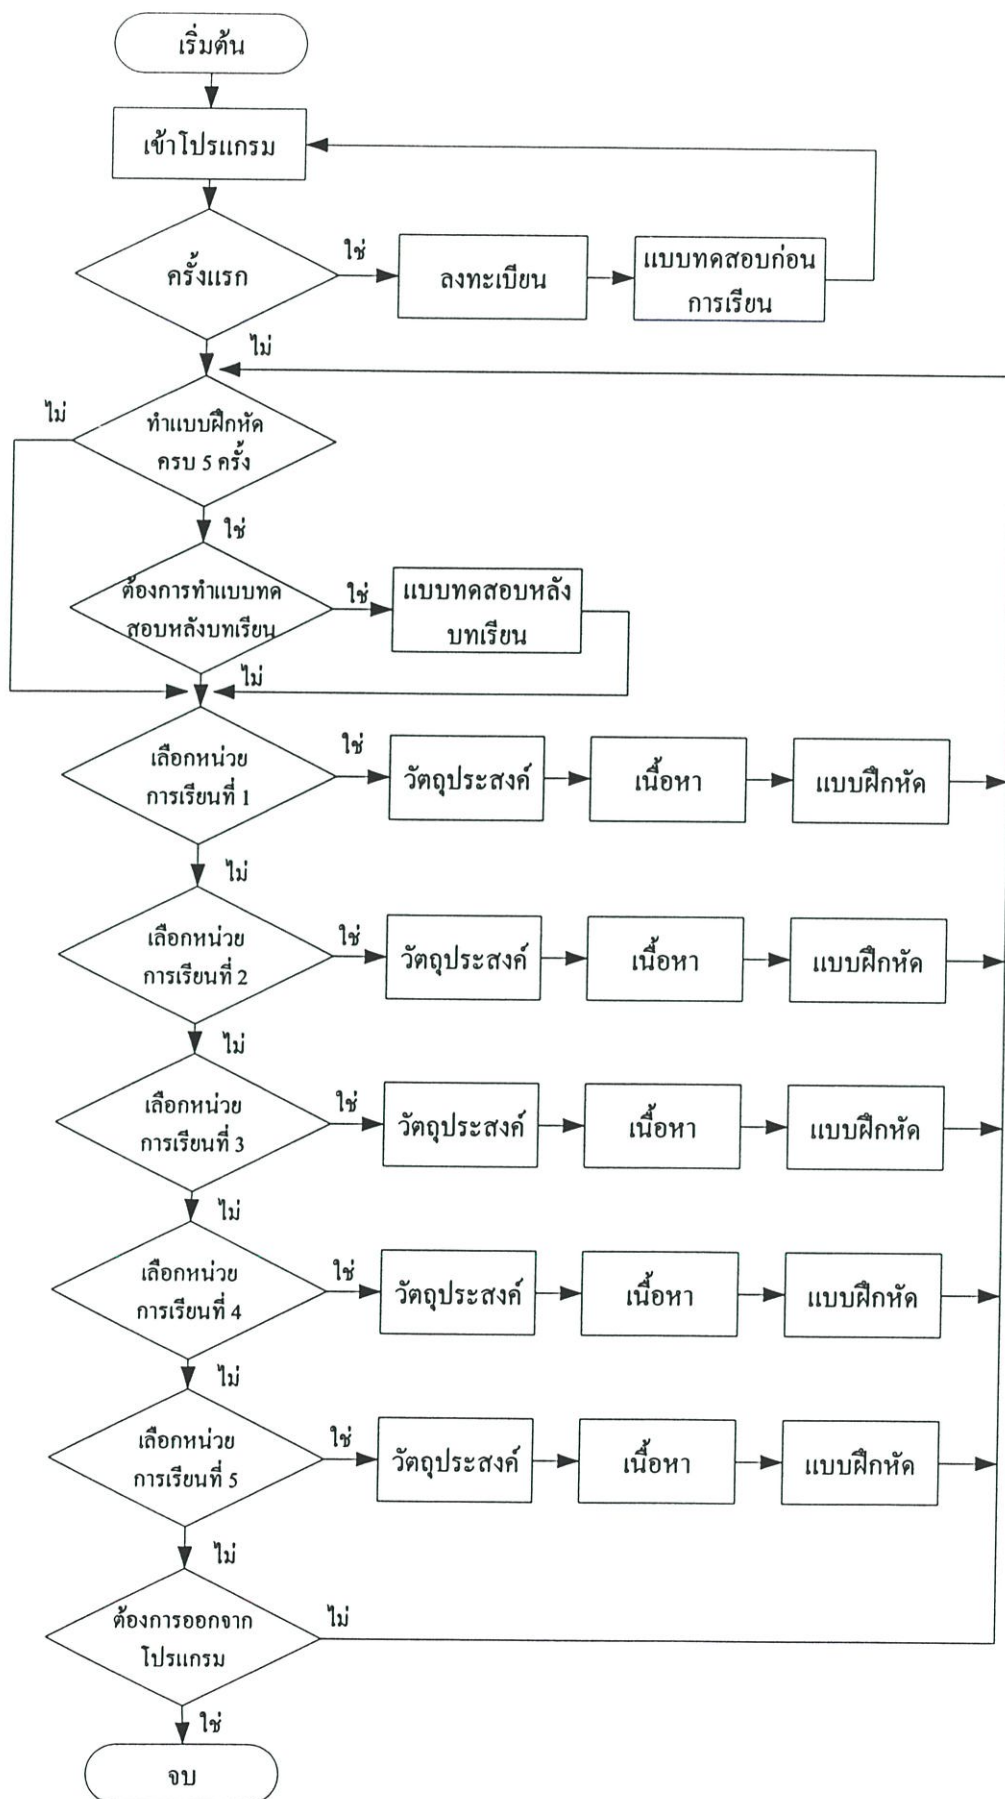 เริ่มต้น
เข้าโปรแกรม
ครั้งแรก
ใช่
ลงทะเบียน
แบบทดสอบก่อน
การเรียน
ไม่
ไม่
ทำแบบฝึกหัด
ครบ 5 ครั้ง
ใช่
ต้องการทำแบบทด
สอบหลังบทเรียน
ใช่
แบบทดสอบหลัง
บทเรียน
ไม่
เลือกหน่วย
การเรียนที่ 1
ใช่
วัตถุประสงค์
เนื้อหา
แบบฝึกหัด
ไม่
เลือกหน่วย
การเรียนที่ 2
ใช่
วัตถุประสงค์
เนื้อหา
แบบฝึกหัด
ไม่
เลือกหน่วย
การเรียนที่ 3
ใช่
วัตถุประสงค์
เนื้อหา
แบบฝึกหัด
ไม่
เลือกหน่วย
การเรียนที่ 4
ใช่
วัตถุประสงค์
เนื้อหา
แบบฝึกหัด
ไม่
เลือกหน่วย
การเรียนที่ 5
ใช่
วัตถุประสงค์
เนื้อหา
แบบฝึกหัด
ไม่
ต้องการออกจาก
โปรแกรม
ไม่
ใช่
จบ